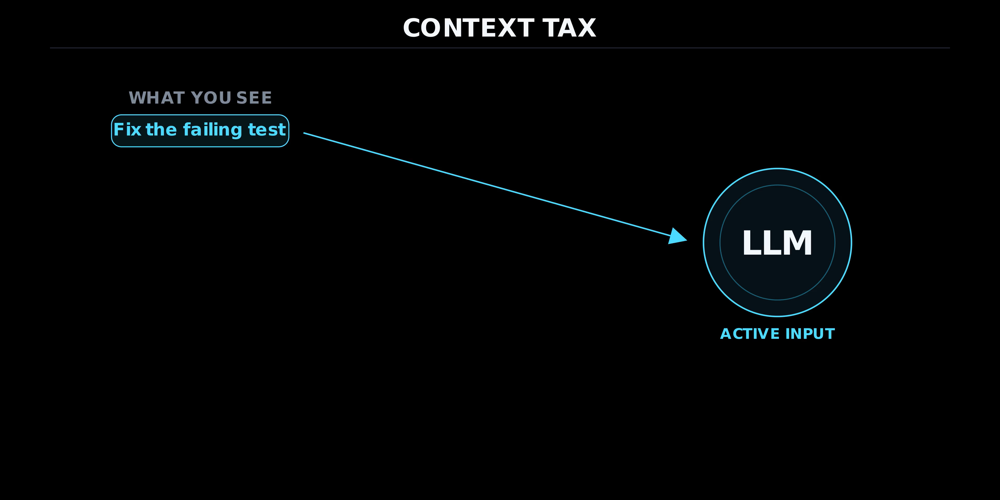 CONTEXT TAX
WHAT YOU SEE
Fix the failing test
LLM
ACTIVE INPUT